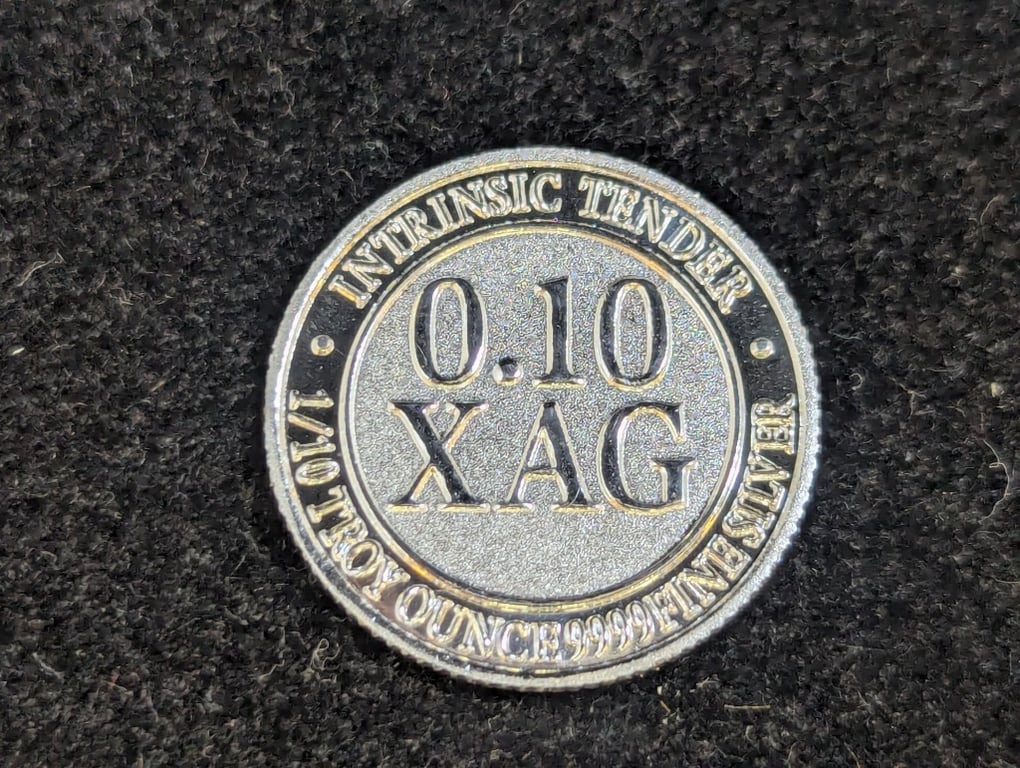 INTRINSIC TENDER
0.10
XAG
1/10 TROY OUNCE 9999 FINE SILVER